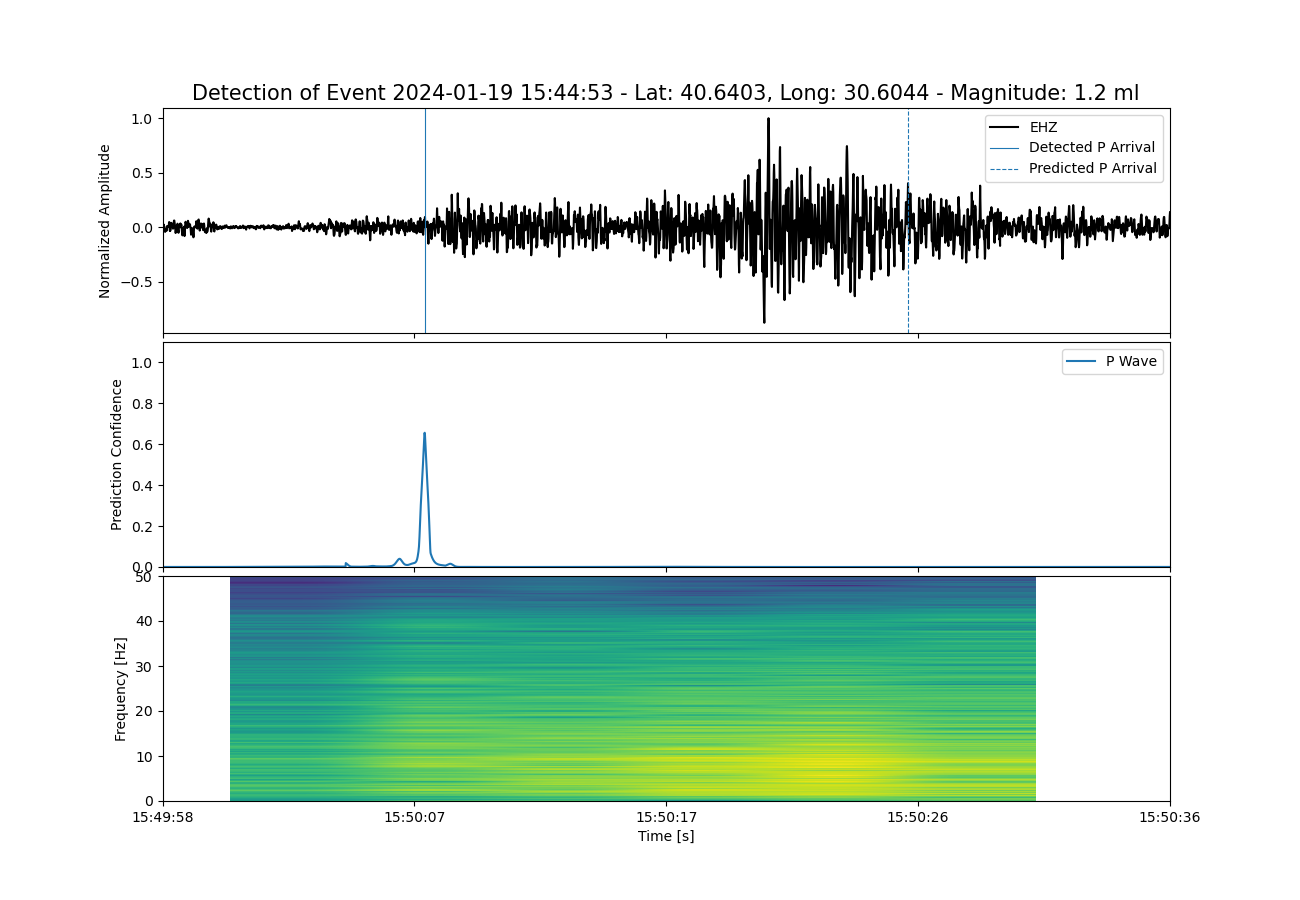 Detection of Event 2024-01-19 15:44:53 - Lat: 40.6403, Long: 30.6044 - Magnitude: 1.2 ml
1.0
0.5
0.0
−0.5
Normalized Amplitude
EHZ
Detected P Arrival
Predicted P Arrival
1.0
0.8
0.6
0.4
0.2
0.0
Prediction Confidence
P Wave
50
40
30
20
10
0
Frequency [Hz]
15:49:58
15:50:07
15:50:17
15:50:26
15:50:36
Time [s]